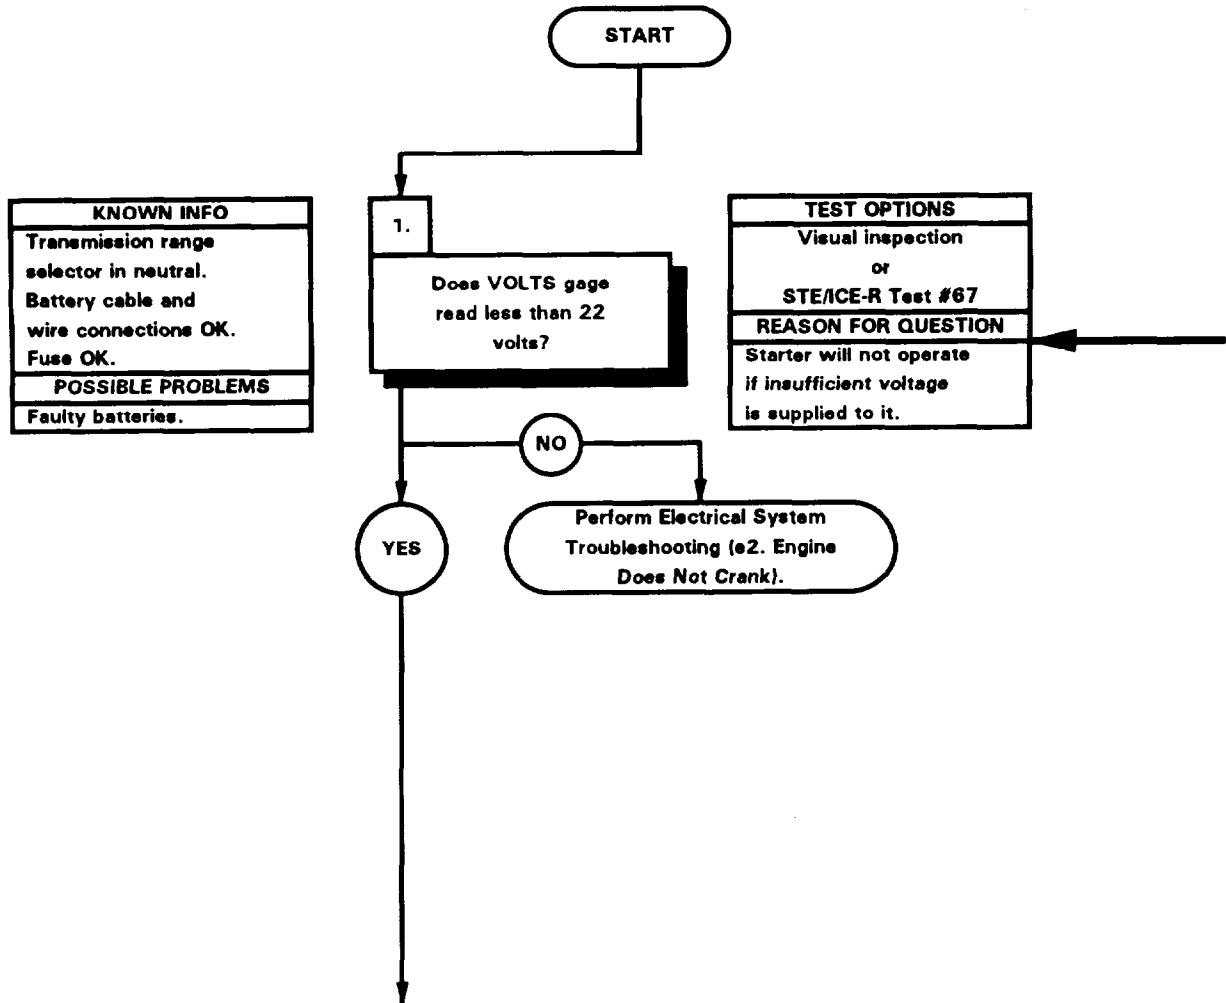 START
KNOWN INFO
Transmission range
selector in neutral.
Battery cable and
wire connections OK.
Fuse OK.
POSSIBLE PROBLEMS
Faulty batteries.
1.
Does VOLTS gage
read less than 22
volts?
TEST OPTIONS
Visual inspection
or
STE/ICE-R Test #67
REASON FOR QUESTION
Starter will not operate
if insufficient voltage
is supplied to it.
NO
YES
Perform Electrical System
Troubleshooting (e2. Engine
Does Not Crank).